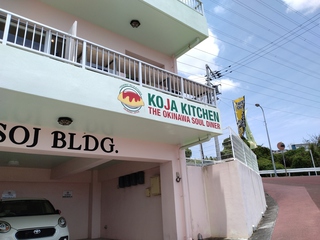 KOJA KITCHEN
THE OKINAWA SOUL DINER
SOJ BLDG.